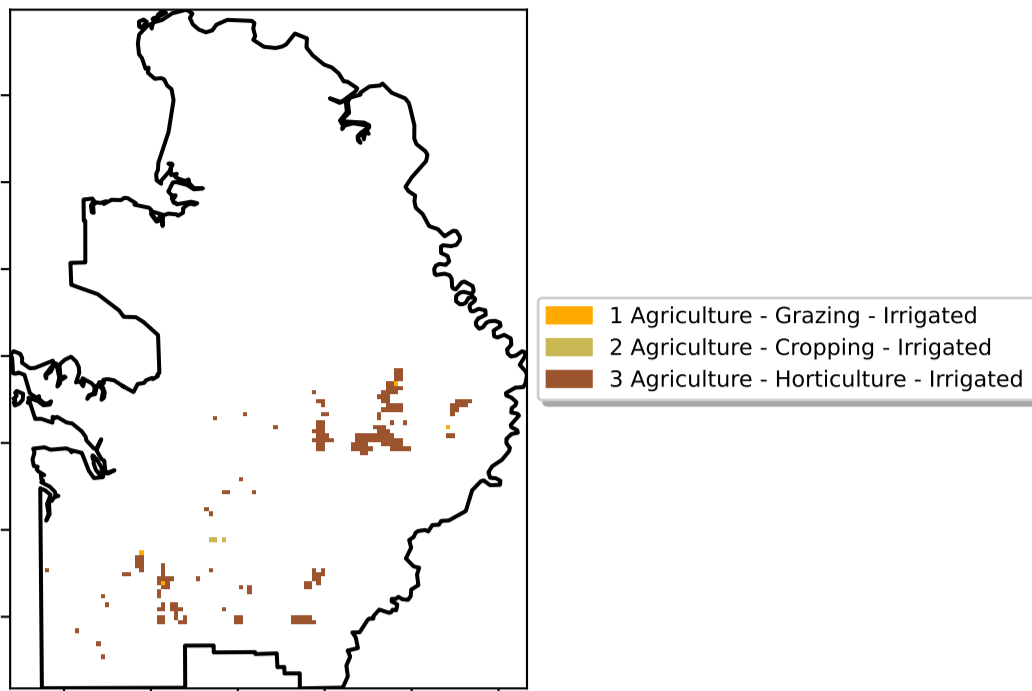 1 Agriculture - Grazing - Irrigated
2 Agriculture - Cropping - Irrigated
3 Agriculture - Horticulture - Irrigated